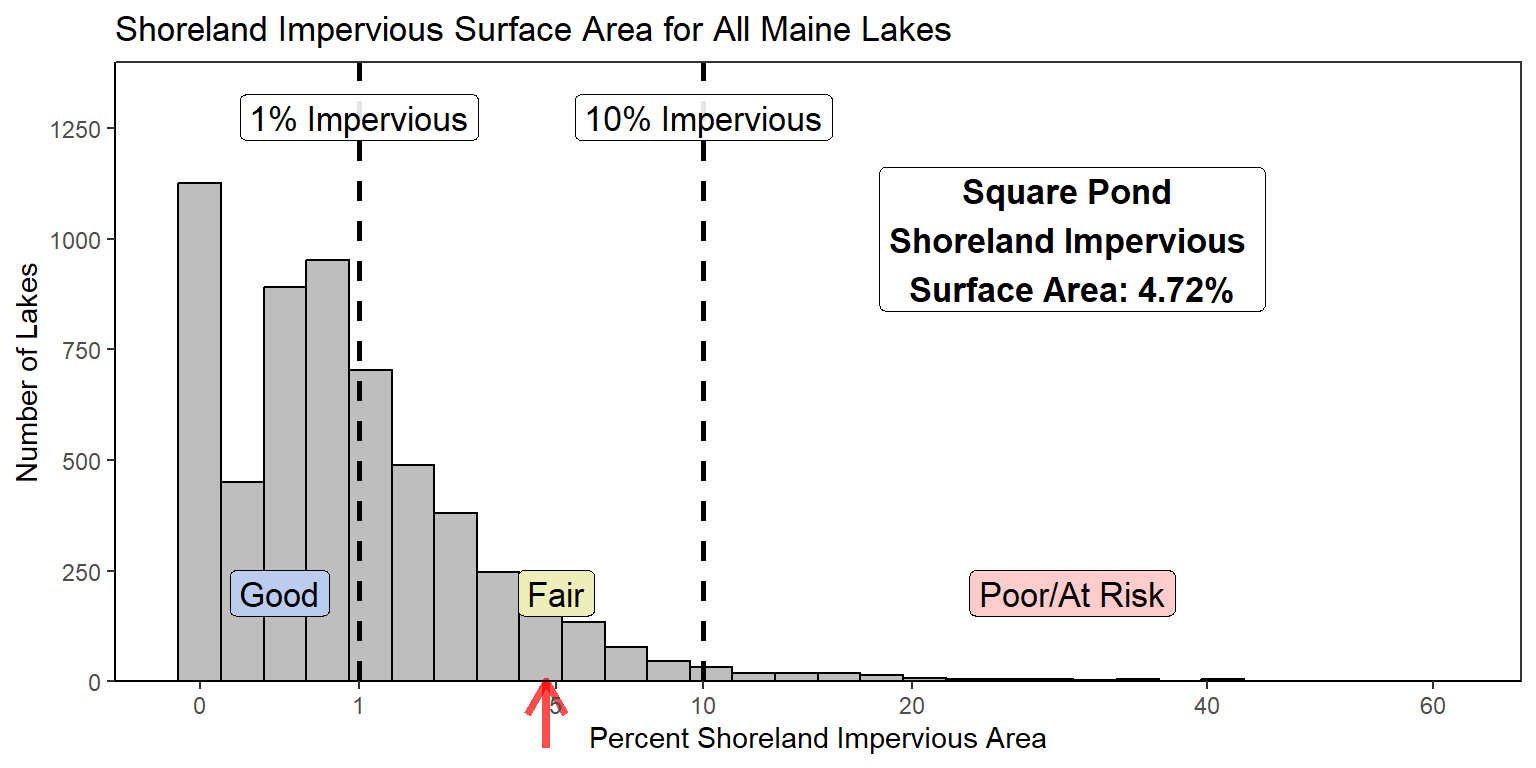 Shoreland Impervious Surface Area for All Maine Lakes
1% Impervious
10% Impervious
Square Pond
Shoreland Impervious
Surface Area: 4.72%
Number of Lakes
1250
1000
750
500
250
0
Good
Fair
Poor/At Risk
0 1 5 10 20 40 60
Percent Shoreland Impervious Area